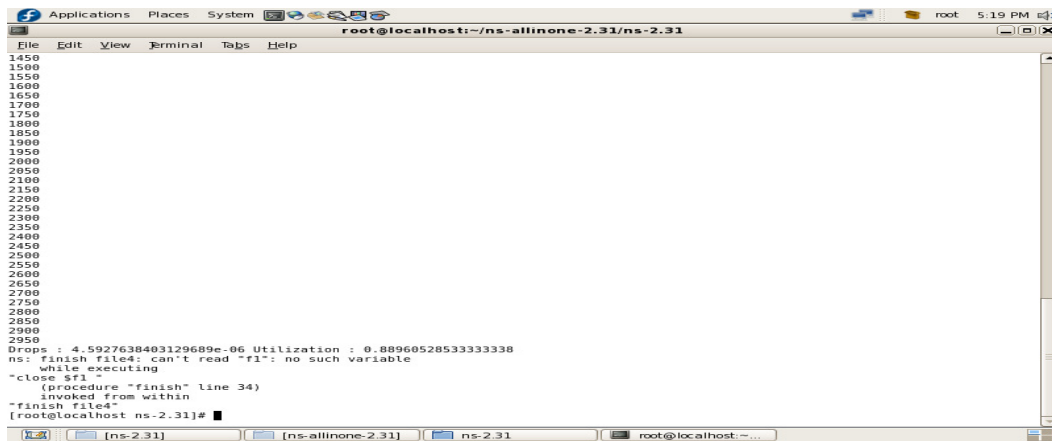 Applications Places System root 5:19 PM
root@localhost:~/ns-allinone-2.31/ns-2.31
File Edit View Terminal Tabs Help
1450
1500
1550
1600
1650
1700
1750
1800
1850
1900
1950
2000
2050
2100
2150
2200
2250
2300
2350
2400
2450
2500
2550
2600
2650
2700
2750
2800
2850
2900
2950
Drops : 4.5927638403129689e-06 Utilization : 0.88960528533333338
ns: finish file4: can't read "f1": no such variable
while executing
"close $f1 "
(procedure "finish" line 34)
invoked from within
"finish file4"
[root@localhost ns-2.31]#
[ns-2.31] [ns-allinone-2.31] ns-2.31 root@localhost:~...